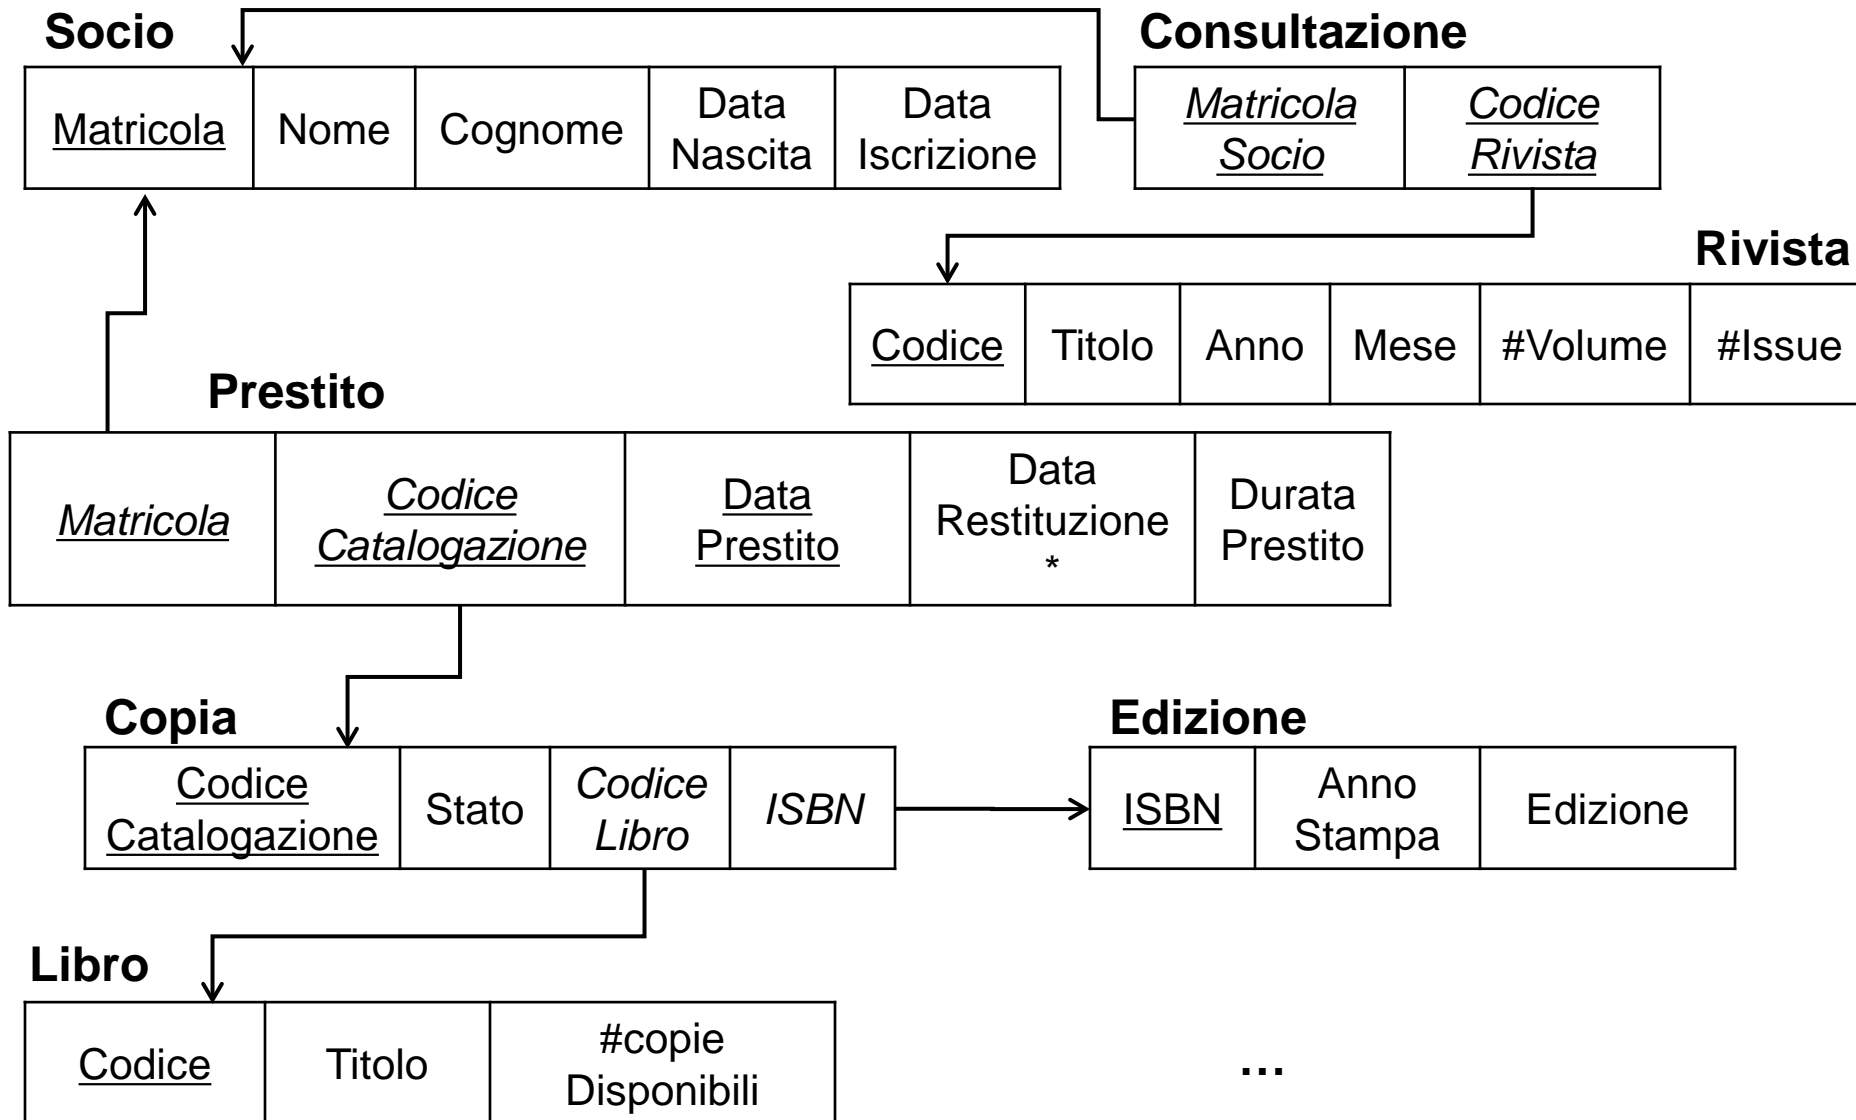 Socio
Consultazione
Matricola
Nome
Cognome
Data
Nascita
Data
Iscrizione
Matricola
Socio
Codice
Rivista
Rivista
Codice
Titolo
Anno
Mese
#Volume
#Issue
Prestito
Matricola
Codice
Catalogazione
Data
Prestito
Data
Restituzione
*
Durata
Prestito
Copia
Edizione
Codice
Catalogazione
Stato
Codice
Libro
ISBN
ISBN
Anno
Stampa
Edizione
Libro
Codice
Titolo
#copie
Disponibili
...